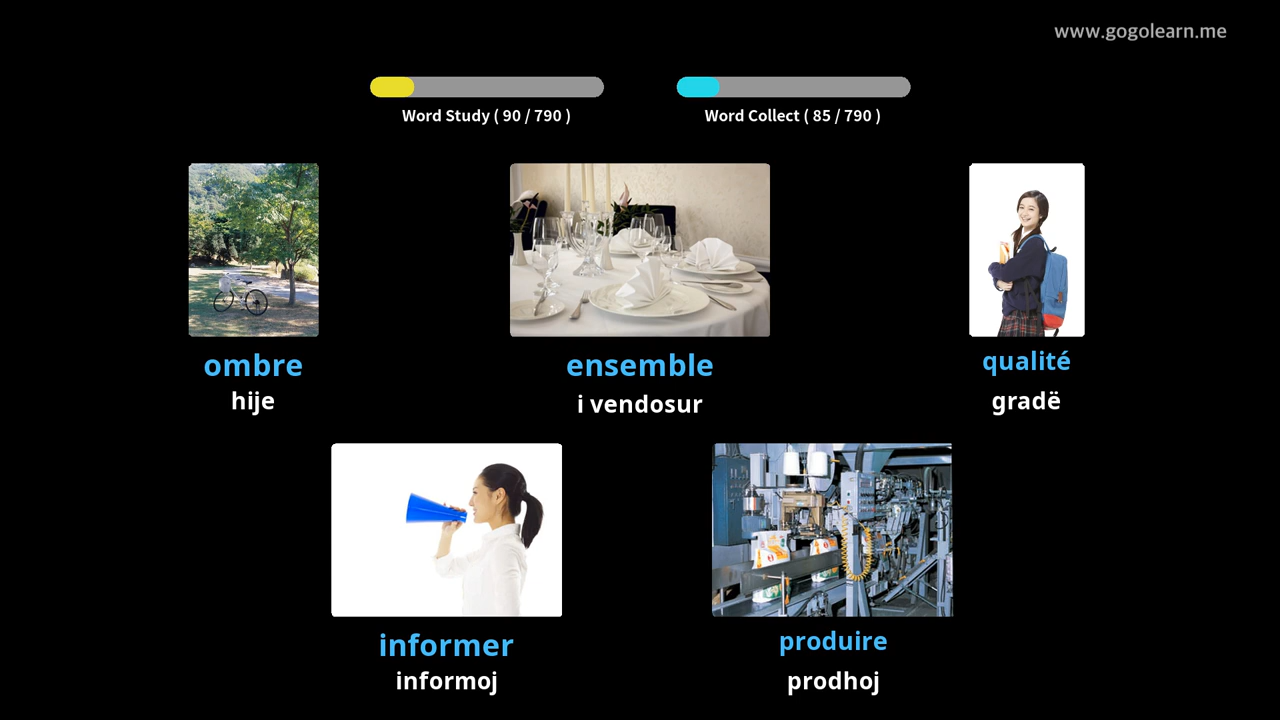 www.gogolearn.me
Word Study ( 90 / 790 )
Word Collect ( 85 / 790 )
ombre
hije
ensemble
i vendosur
qualité
gradë
informer
informoj
produire
prodhoj